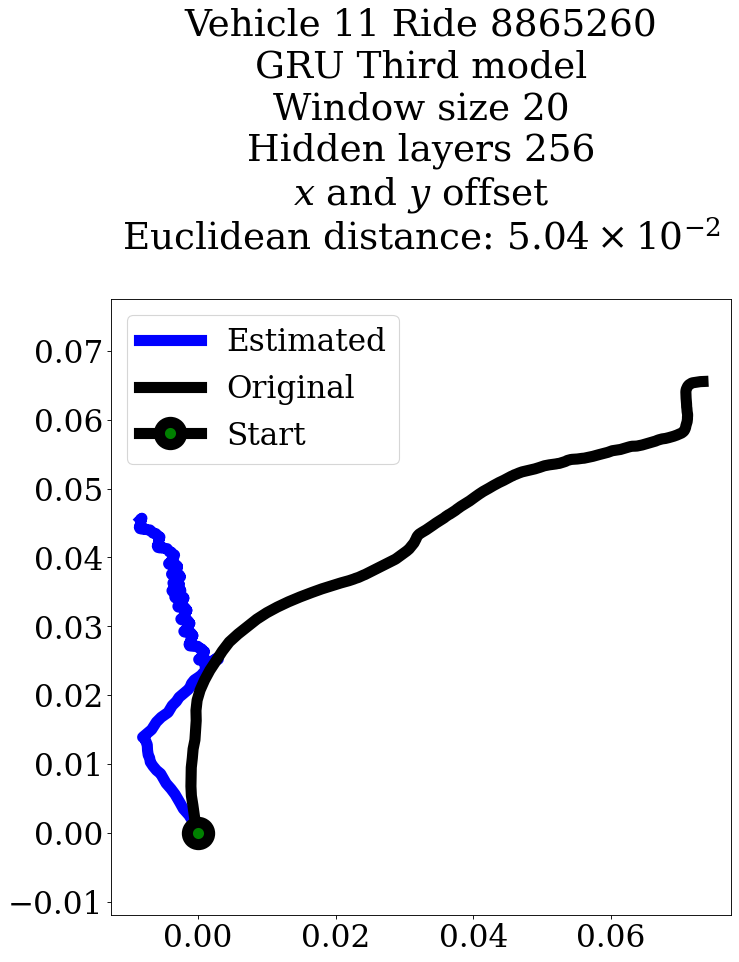 Vehicle 11 Ride 8865260
GRU Third model
Window size 20
Hidden layers 256
x and y offset
Euclidean distance: 5.04 × 10⁻²
Estimated
Original
Start
0.07
0.06
0.05
0.04
0.03
0.02
0.01
0.00
−0.01
0.00 0.02 0.04 0.06